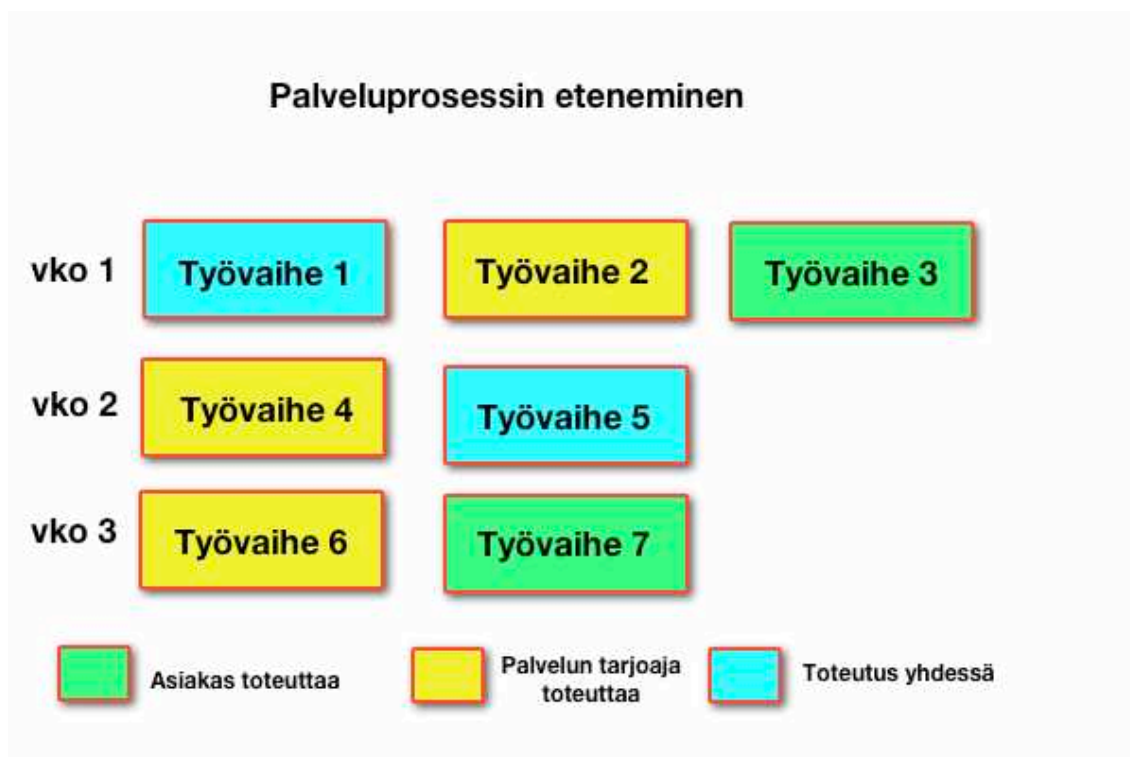 Palveluprosessin eteneminen
vko 1 Työvaihe 1 Työvaihe 2 Työvaihe 3
vko 2 Työvaihe 4 Työvaihe 5
vko 3 Työvaihe 6 Työvaihe 7
Asiakas toteuttaa
Palvelun tarjoaja
toteuttaa
Toteutus yhdessä